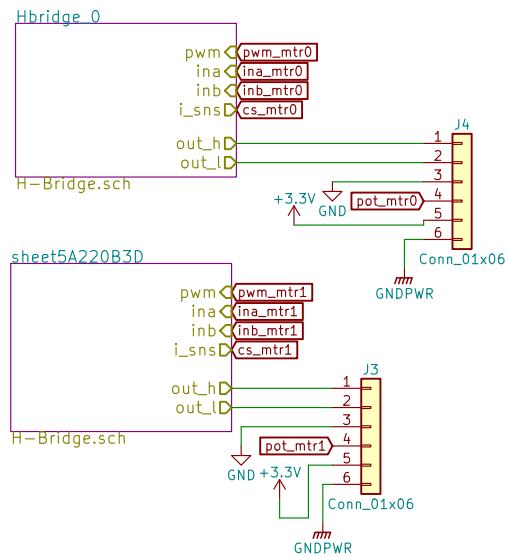 Hbridge_0
pwm pwm_mtr0
ina ina_mtr0
inb inb_mtr0
i_sns cs_mtr0
J4
out_h 1
out_l 2
3
H-Bridge.sch
+3.3V pot_mtr0 4
GND
5
6
Conn_01x06
sheet5A220B3D
GNDPWR
pwm pwm_mtr1
ina ina_mtr1
inb inb_mtr1
i_sns cs_mtr1
J3
out_h 1
out_l 2
3
H-Bridge.sch
pot_mtr1 4
GND +3.3V 5
6
Conn_01x06
GNDPWR